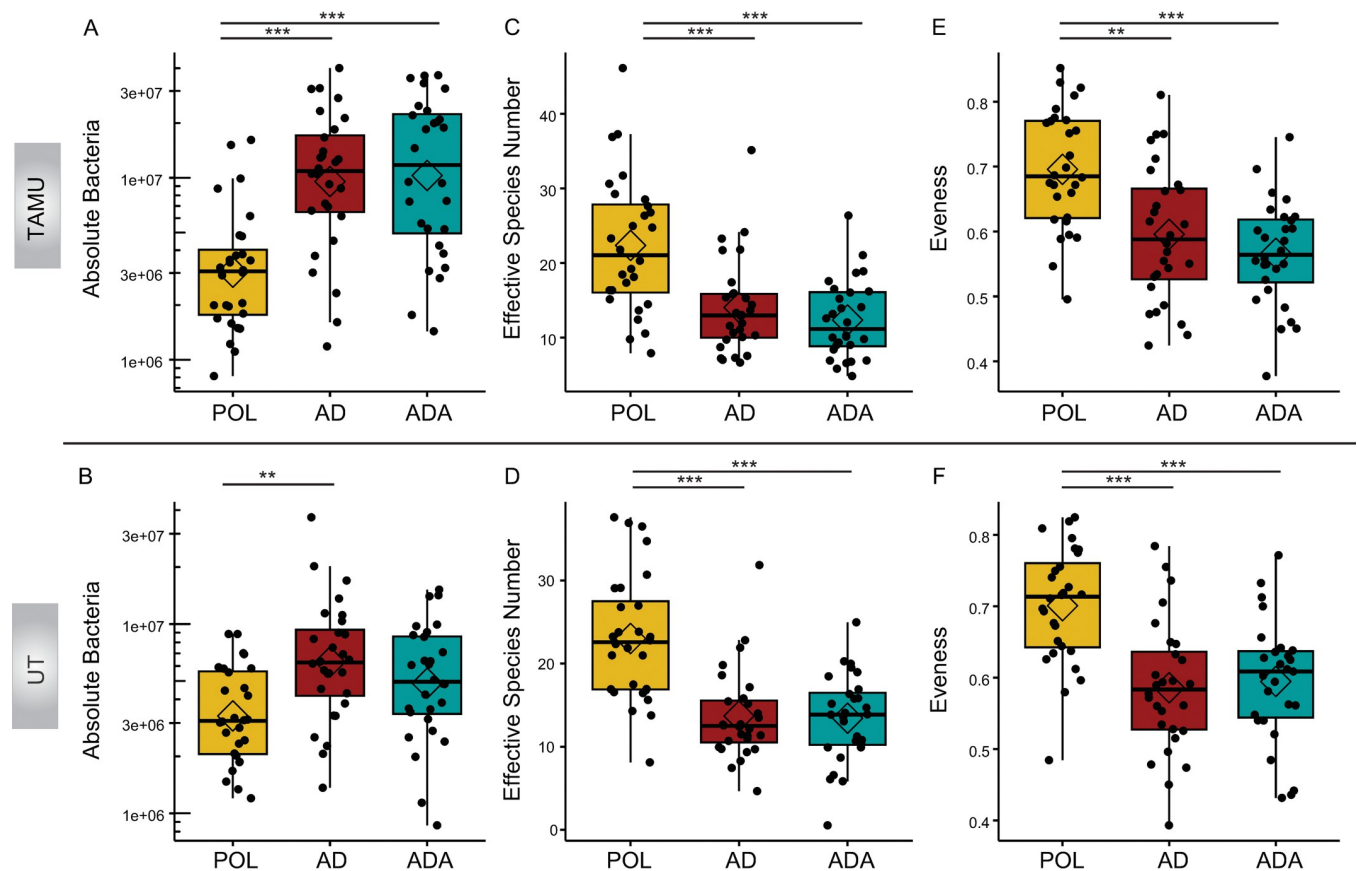 TAMU
A
***
***
Absolute Bacteria
3e+07
1e+07
3e+06
1e+06
POL AD ADA
C
***
***
Effective Species Number
40
30
20
10
POL AD ADA
E
***
**
Eveness
0.8
0.7
0.6
0.5
0.4
POL AD ADA
UT
B
**
Absolute Bacteria
3e+07
1e+07
3e+06
1e+06
POL AD ADA
D
***
***
Effective Species Number
30
20
10
0
POL AD ADA
F
***
***
Eveness
0.8
0.7
0.6
0.5
0.4
POL AD ADA